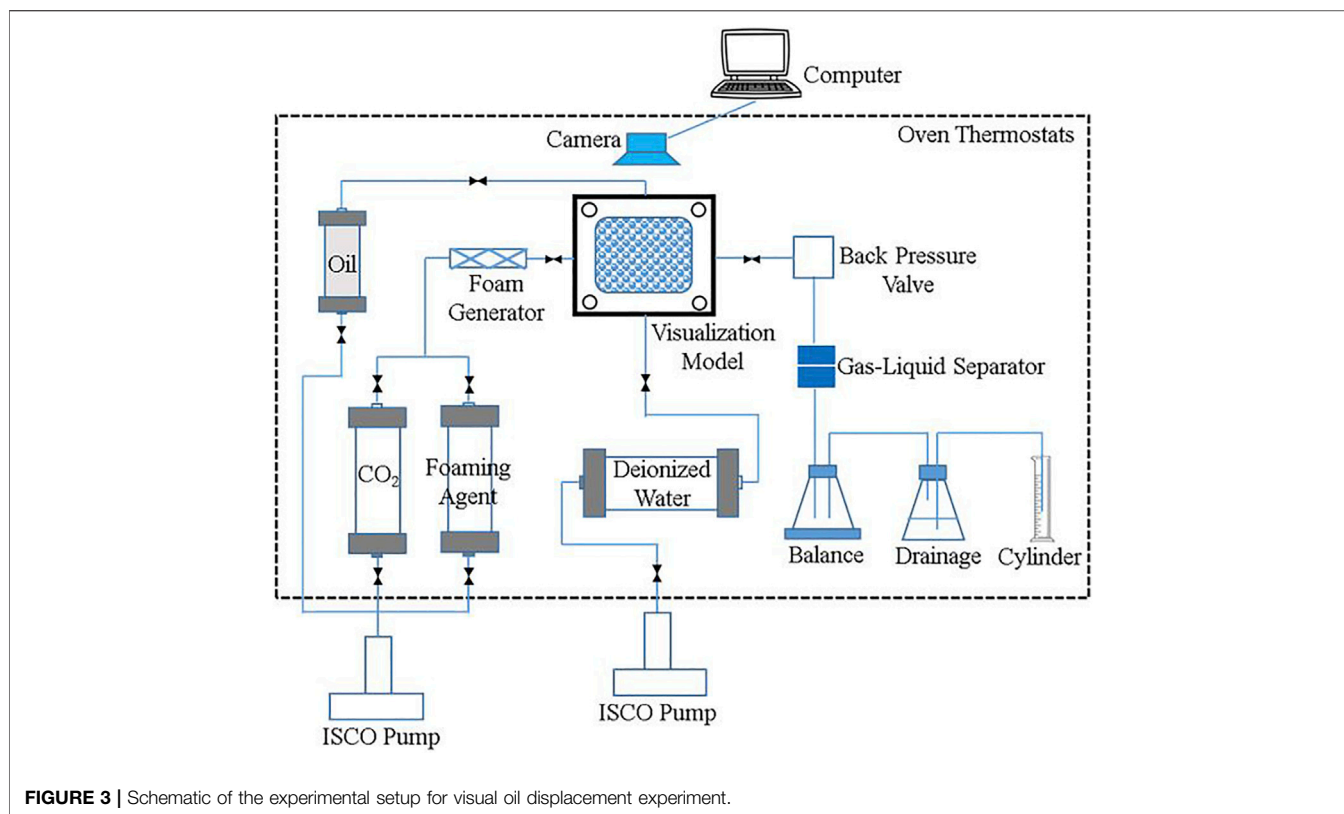 Computer
Oven Thermostats
Camera
Oil
Foam
Generator
Back Pressure
Valve
Visualization
Model
Gas-Liquid Separator
CO₂
Foaming
Agent
Deionized
Water
Balance
Drainage
Cylinder
ISCO Pump
ISCO Pump
FIGURE 3 | Schematic of the experimental setup for visual oil displacement experiment.